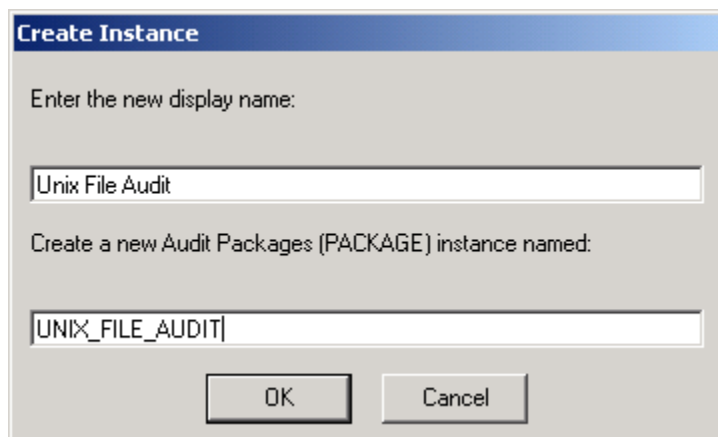 Create Instance
Enter the new display name:
Unix File Audit
Create a new Audit Packages (PACKAGE) instance named:
UNIX_FILE_AUDIT
OK
Cancel